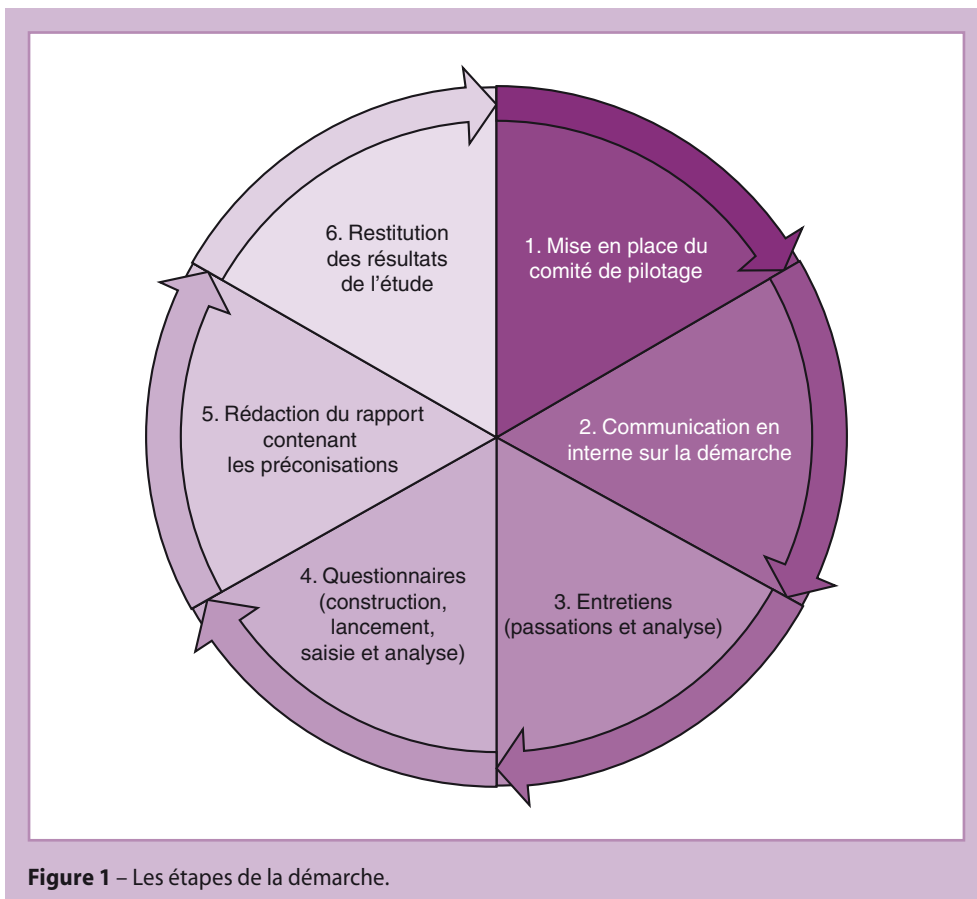 1. Mise en place du
comité de pilotage
2. Communication en
interne sur la démarche
3. Entretiens
(passations et analyse)
4. Questionnaires
(construction,
lancement,
saisie et analyse)
5. Rédaction du rapport
contenant
les préconisations
6. Restitution
des résultats
de l'étude
Figure 1 – Les étapes de la démarche.